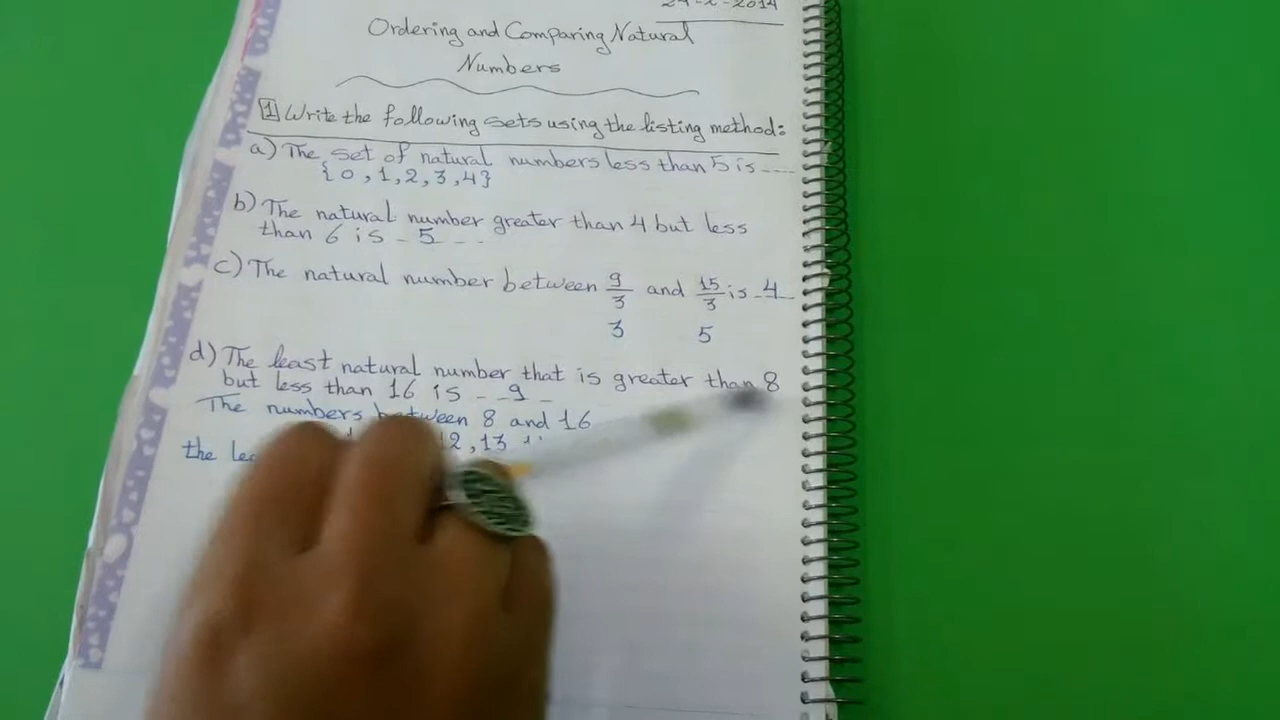 Ordering and Comparing Natural
Numbers
1 Write the following sets using the listing method:
a) The set of natural numbers less than 5 is ....
{0, 1, 2, 3, 4}
b) The natural number greater than 4 but less
than 6 is - 5 ...
c) The natural number between 9/3 and 15/3 is - 4 -
3 5
d) The least natural number that is greater than 8
but less than 16 is - - 9 -
The numbers between 8 and 16
12, 13
the